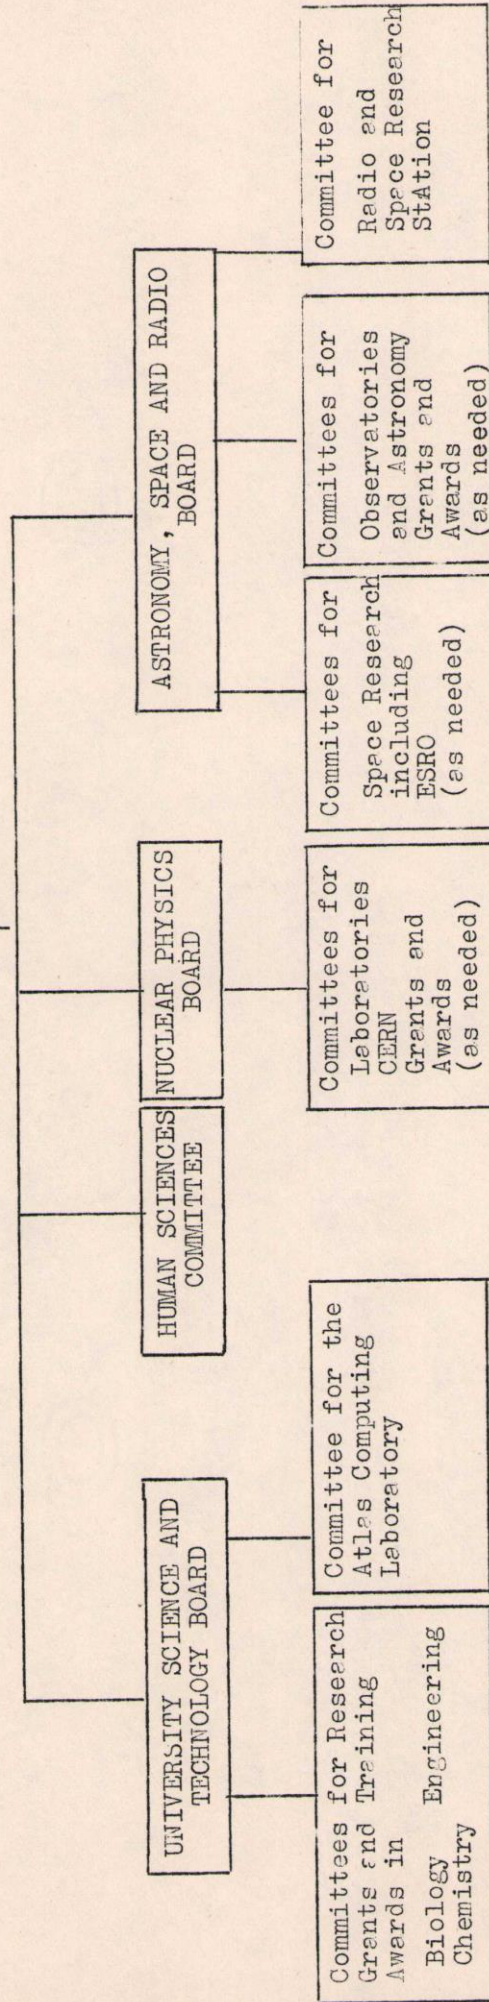 UNIVERSITY SCIENCE AND
TECHNOLOGY BOARD
HUMAN SCIENCES
COMMITTEE
NUCLEAR PHYSICS
BOARD
ASTRONOMY, SPACE AND RADIO
BOARD
Committees for Research
Grants and Training
Awards in
Engineering
Biology
Chemistry
Committee for the
Atlas Computing
Laboratory
Committees for
Laboratories
CERN
Grants and
Awards
(as needed)
Committees for
Space Research
including
ESRO
(as needed)
Committees for
Observatories
and Astronomy
Grants and
Awards
(as needed)
Committee for
Radio and
Space Research
StAtion